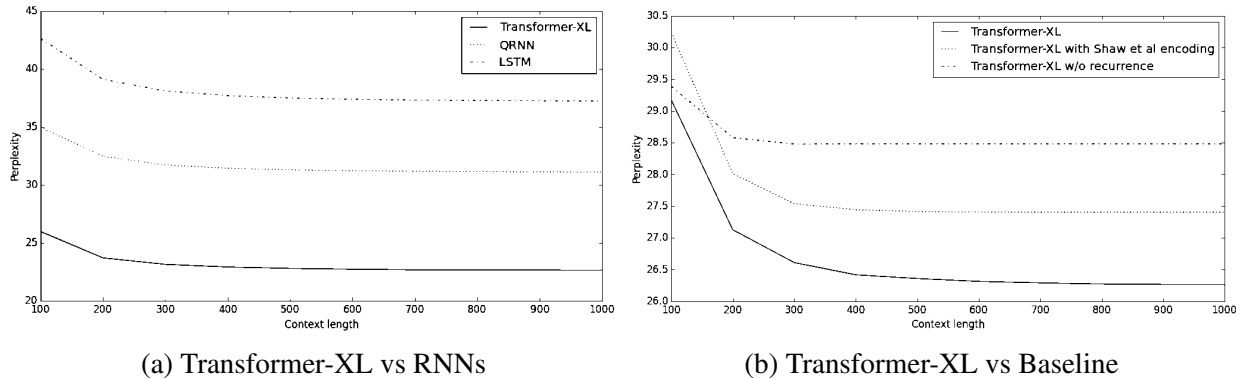 45
40
35
30
25
20
Perplexity
100 200 300 400 500 600 700 800 900 1000
Context length
Transformer-XL
QRNN
LSTM
(a) Transformer-XL vs RNNs
30.5
30.0
29.5
29.0
28.5
28.0
27.5
27.0
26.5
26.0
Perplexity
100 200 300 400 500 600 700 800 900 1000
Context length
Transformer-XL
Transformer-XL with Shaw et al encoding
Transformer-XL w/o recurrence
(b) Transformer-XL vs Baseline